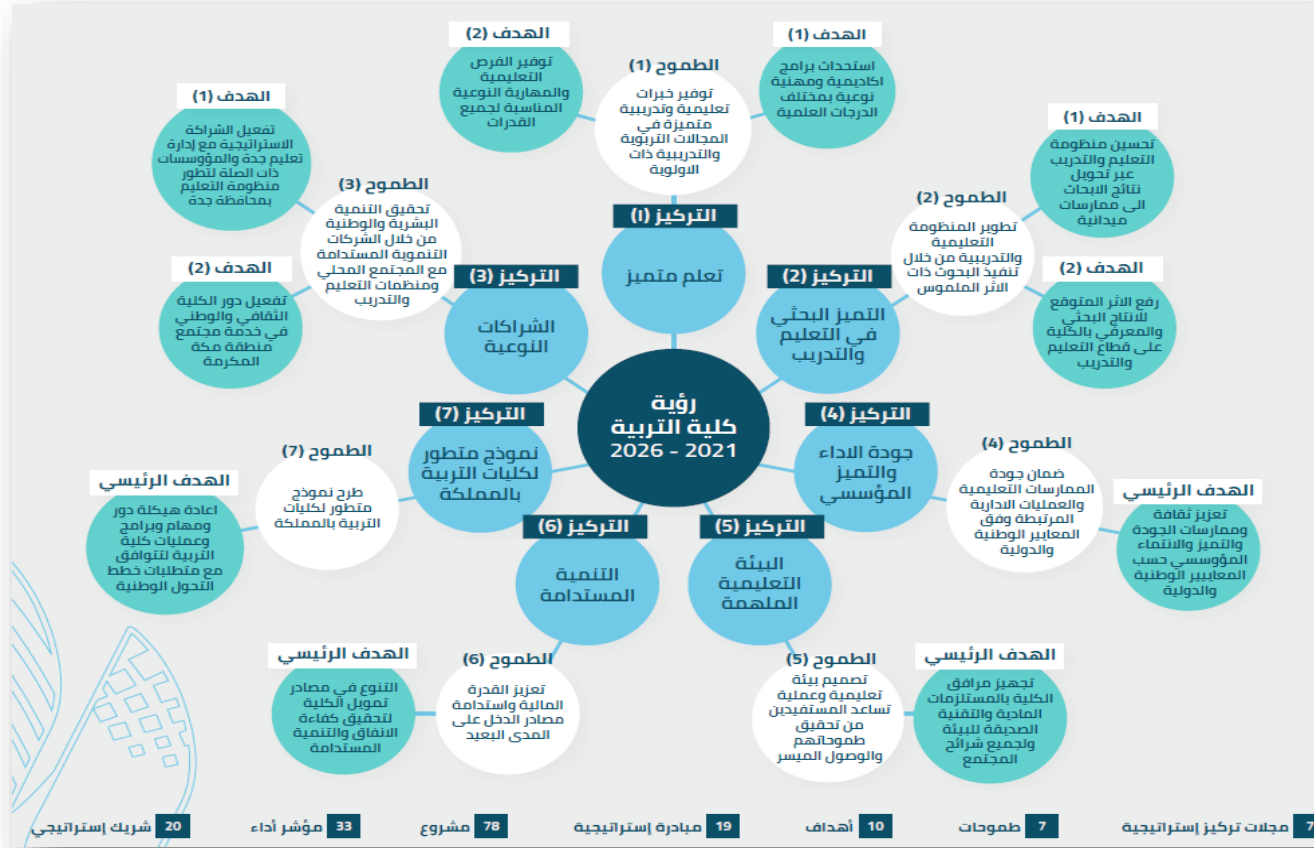 رؤية
كلية التربية
2021 - 2026
التركيز (1)
تعلم متميز
الطموح (1)
توفير خبرات
تعليمية وتدريبية
متميزة في
المجالات التربوية
والتدريبية ذات
الاولوية
الهدف (1)
استحداث برامج
اكاديمية ومهنية
نوعية بمختلف
الدرجات العلمية
الهدف (2)
توفير الفرص
التعليمية
والمهارية النوعية
المناسبة لجميع
القدرات
التركيز (2)
التميز البحثي
في التعليم
والتدريب
الطموح (2)
تطوير المنظومة
التعليمية
والتدريبية من خلال
تنفيذ البحوث ذات
الاثر الملموس
الهدف (1)
تحسين منظومة
التعليم والتدريب
عبر تحويل
نتائج الابحاث
الى ممارسات
ميدانية
الهدف (2)
رفع الاثر المتوقع
للانتاج البحثي
والمعرفي بالكلية
على قطاع التعليم
والتدريب
التركيز (3)
الشراكات
النوعية
الطموح (3)
تحقيق التنمية
البشرية والوطنية
من خلال الشركات
التنموية المستدامة
مع المجتمع المحلي
ومنظمات التعليم
والتدريب
الهدف (1)
تفعيل الشراكة
الاستراتيجية مع إدارة
تعليم جدة والمؤوسسات
ذات الصلة لتطور
منظومة التعليم
بمحافظة جدة
الهدف (2)
تفعيل دور الكلية
الثقافي والوطني
في خدمة مجتمع
منطقة مكة
المكرمة
التركيز (4)
جودة الاداء
والتميز
المؤسسي
الطموح (4)
ضمان جودة
الممارسات التعليمية
والعمليات الادارية
المرتبطة وفق
المعايير الوطنية
والدولية
الهدف الرئيسي
تعزيز ثقافة
وممارسات الجودة
والتميز والانتماء
المؤوسسي حسب
المعاييير الوطنية
والدولية
التركيز (5)
البيئة
التعليمية
الملهمة
الطموح (5)
تصميم بيئة
تعليمية وعملية
تساعد المستفيدين
من تحقيق
طموحاتهم
والوصول الميسر
الهدف الرئيسي
تجهيز مرافق
الكلية بالمستلزمات
المادية والتقنية
الصديقة للبيئة
ولجميع شرائح
المجتمع
التركيز (6)
التنمية
المستدامة
الطموح (6)
تعزيز القدرة
المالية واستدامة
مصادر الدخل على
المدى البعيد
الهدف الرئيسي
التنوع في مصادر
تمويل الكلية
لتحقيق كفاءة
الانفاق والتنمية
المستدامة
التركيز (7)
نموذج متطور
لكليات التربية
بالمملكة
الطموح (7)
طرح نموذج
متطور لكليات
التربية بالمملكة
الهدف الرئيسي
اعادة هيكلة دور
ومهام وبرامج
وعمليات كلية
التربية لتتوافق
مع متطلبات خطط
التحول الوطنية
7 مجلات تركيز إستراتيجية
7 طموحات
10 أهداف
19 مبادرة إستراتيجية
78 مشروع
33 مؤشر أداء
20 شريك إستراتيجي